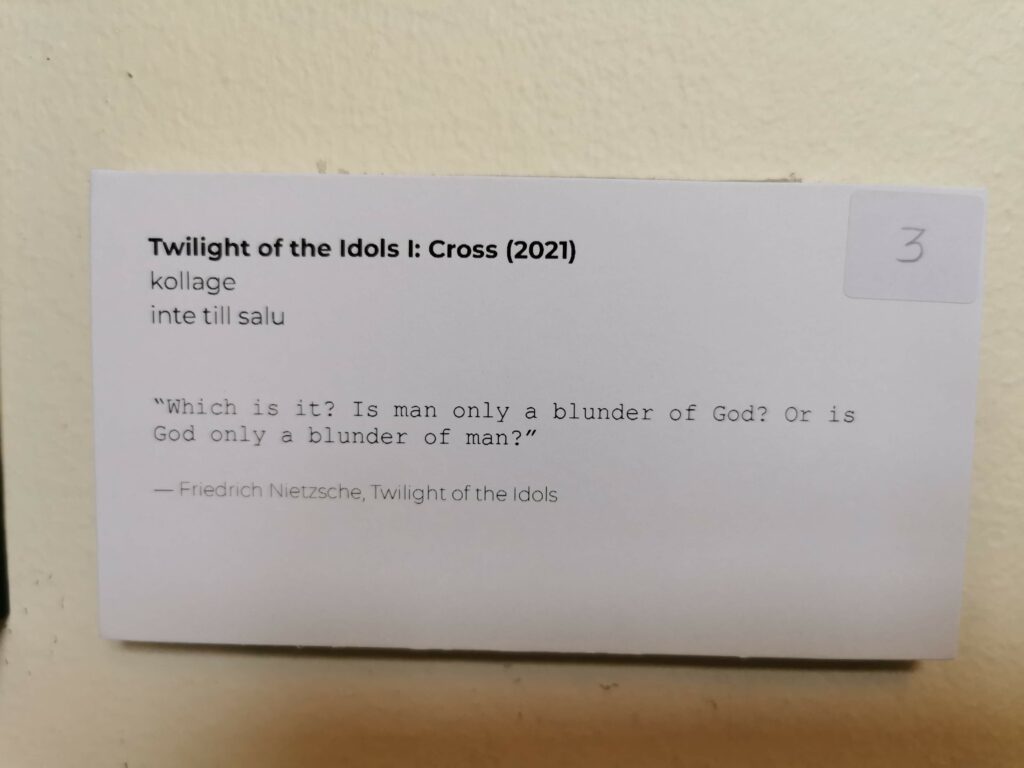 Twilight of the Idols I: Cross (2021)
3
kollage
inte till salu
“Which is it? Is man only a blunder of God? Or is
God only a blunder of man?”
— Friedrich Nietzsche, Twilight of the Idols